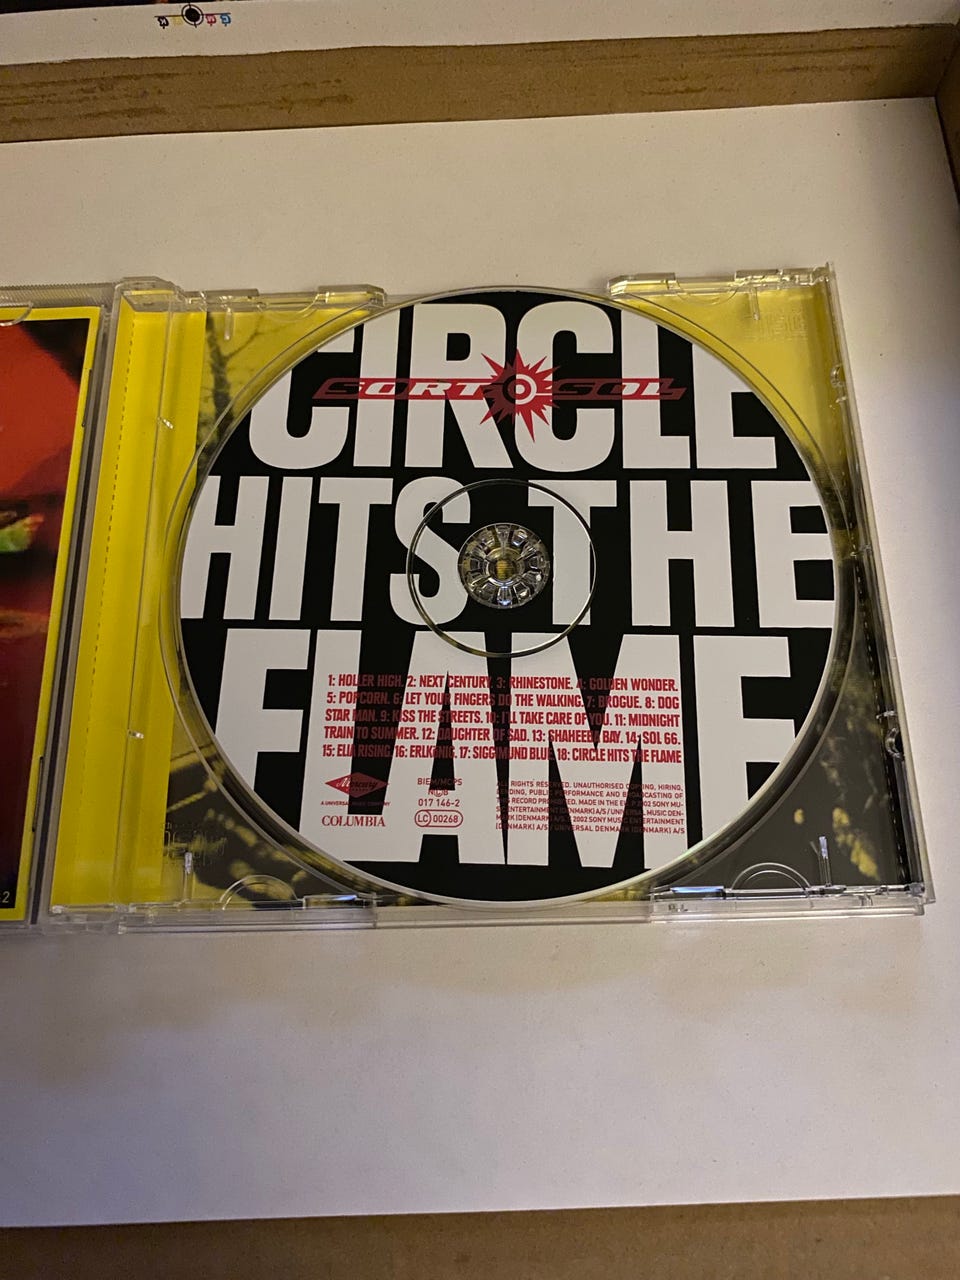 CIRCLE
SORT SOL
HITS THE
FLAME
1: HOLLER HIGH. 2: NEXT CENTURY. 3: RHINESTONE. 4: GOLDEN WONDER.
5: POPCORN. 6: LET YOUR FINGERS DO THE WALKING. 7: DROGUE. 8: DOG
STAR MAN. 9: KISS THE STREETS. 10: I'LL TAKE CARE OF YOU. 11: MIDNIGHT
TRAIN TO SUMMER. 12: DAUGHTER OF SAD. 13: SHAHEEB BAY. 14: SOL 66.
15: ELIA RISING. 16: ERLKÖNIG. 17: SIGGIMUND BLUE. 18: CIRCLE HITS THE FLAME
Mercury
A UNIVERSAL MUSIC COMPANY
COLUMBIA
BIEM/MCPS
NCB
017 146-2
LC 00268
ALL RIGHTS RESERVED. UNAUTHORISED COPYING, HIRING,
LENDING, PUBLIC PERFORMANCE AND BROADCASTING OF
THIS RECORD PROHIBITED. MADE IN THE EU. ℗ 2002 SONY MU-
SIC ENTERTAINMENT (DENMARK) A/S / UNIVERSAL MUSIC DEN-
MARK (DENMARK) A/S. © 2002 SONY MUSIC ENTERTAINMENT
(DENMARK) A/S / UNIVERSAL DENMARK (DENMARK) A/S